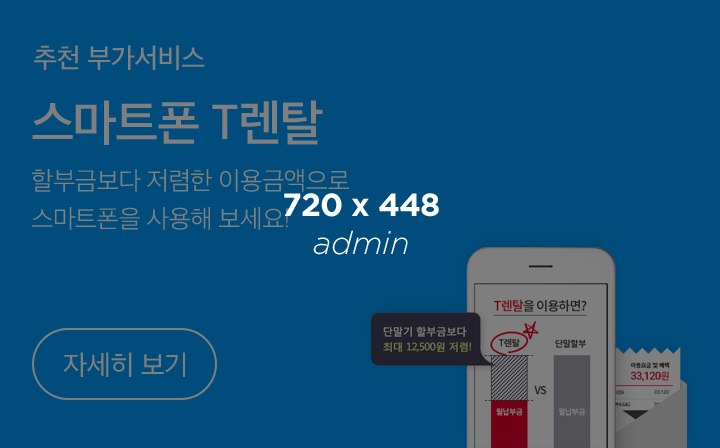 추천 부가서비스
스마트폰 T렌탈
할부금보다 저렴한 이용금액으로
스마트폰을 사용해 보세요!
720 x 448
admin
자세히 보기
T렌탈을 이용하면?
단말기 할부금보다
최대 12,500원 저렴!
T렌탈
단말할부
VS
월납부금
월납부금
이용요금 및 혜택
33,120원
33,120